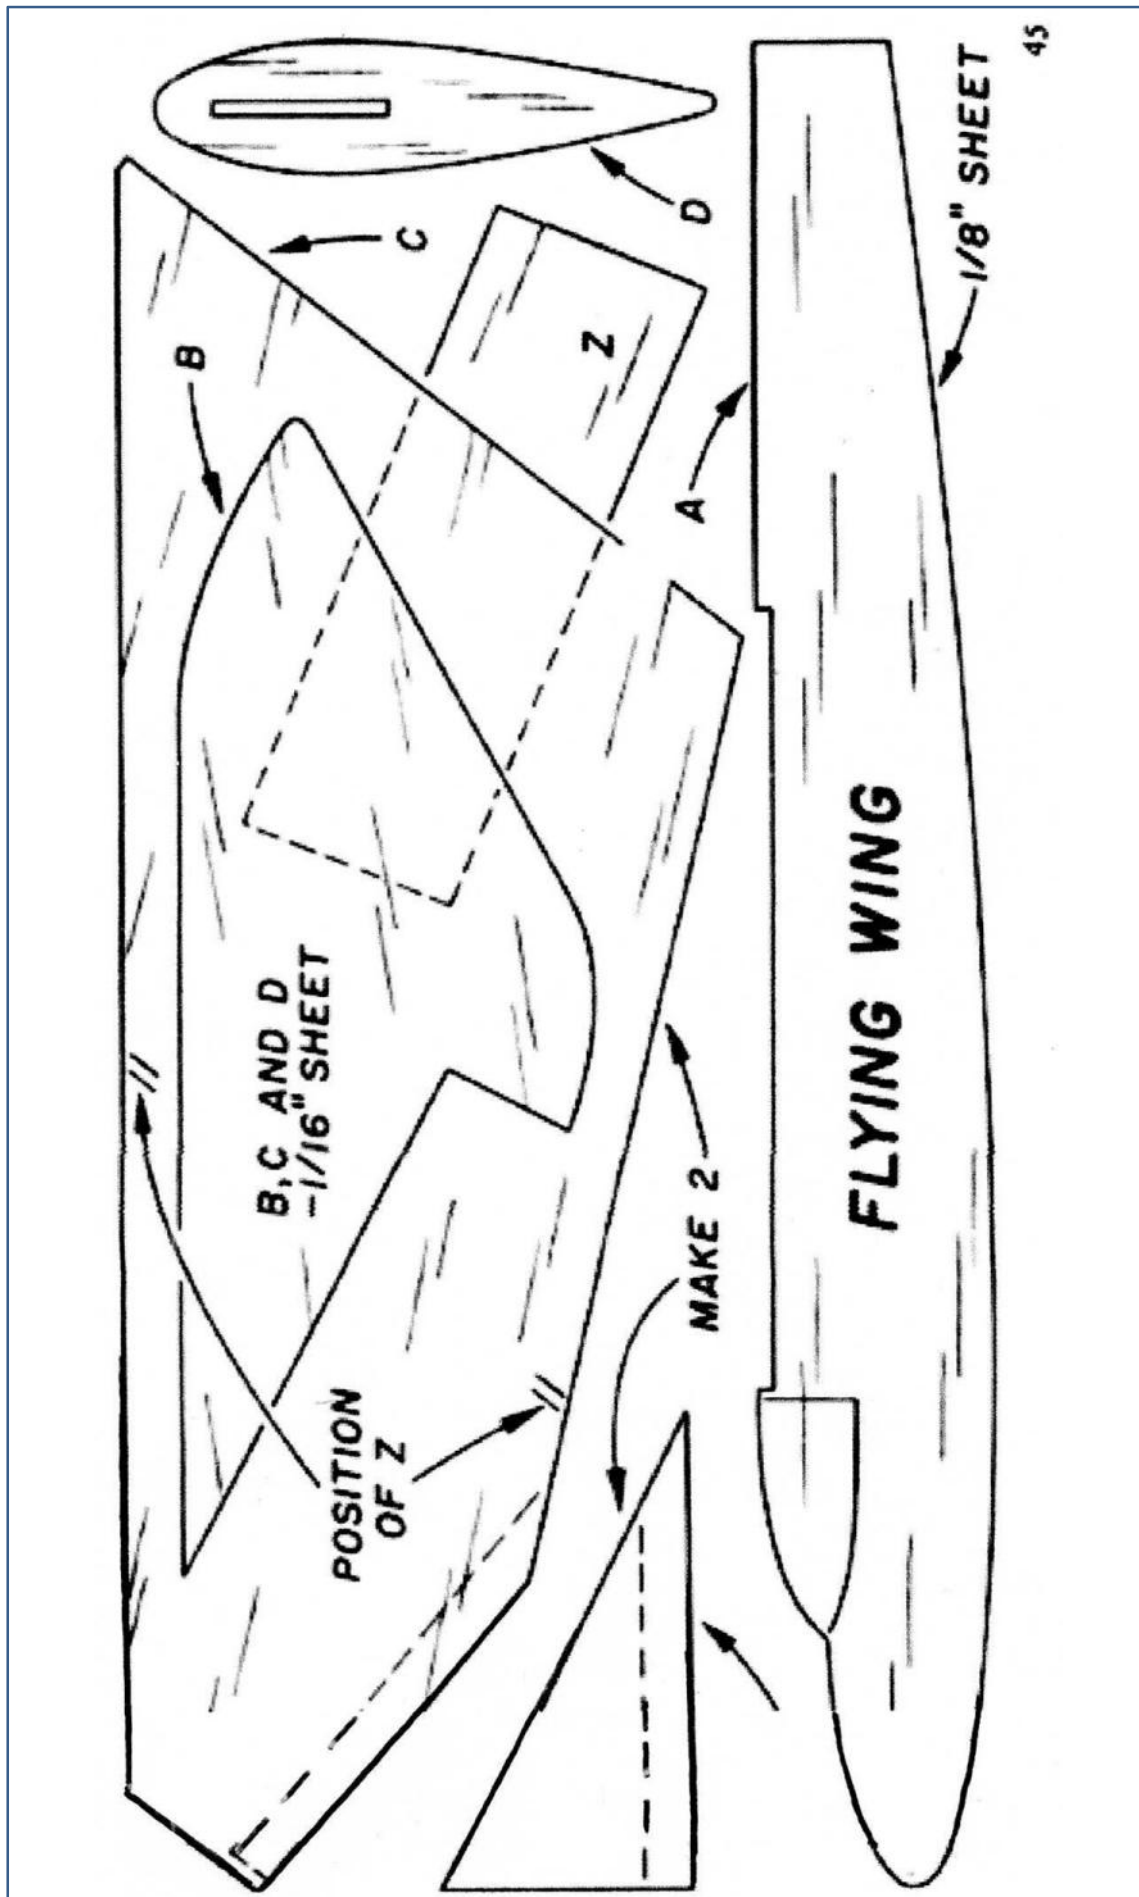 45
1/8" SHEET
D
C
B
Z
A
FLYING WING
B, C AND D
-1/16" SHEET
MAKE 2
POSITION
OF Z